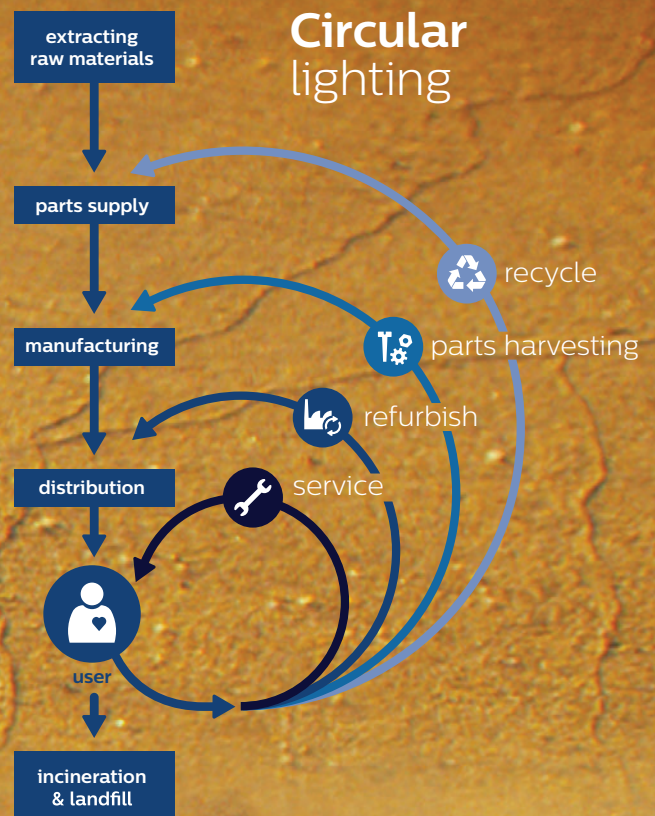 Circular
lighting
extracting
raw materials
parts supply
recycle
manufacturing
parts harvesting
refurbish
distribution
service
user
incineration
& landfill